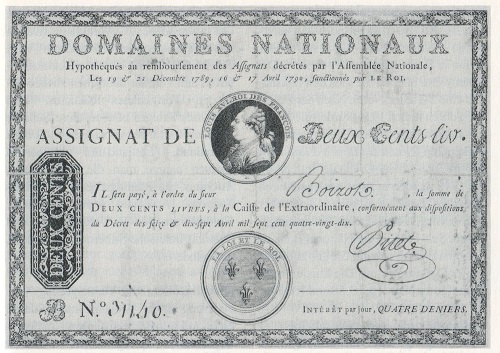 DOMAINES NATIONAUX
Hypothéqués au remboursement des Assignats décrétés par l'Assemblée Nationale,
Les 19 & 21 Décembre 1789, 16 & 17 Avril 1790, sanctionnés par LE ROI.
LOUIS XVI ROI DES FRANÇOIS
ASSIGNAT DE Deux Cents liv.
DEUX CENTS
IL sera payé, à l'ordre du sieur la somme de
DEUX CENTS LIVRES, à la Caisse de l'Extraordinaire, conformément aux dispositions
du Décret des seize & dix-sept Avril mil sept cent quatre-vingt-dix.
LA LOI ET LE ROI
B N.º 31140.
INTÉRÊT par jour, QUATRE DENIERS.